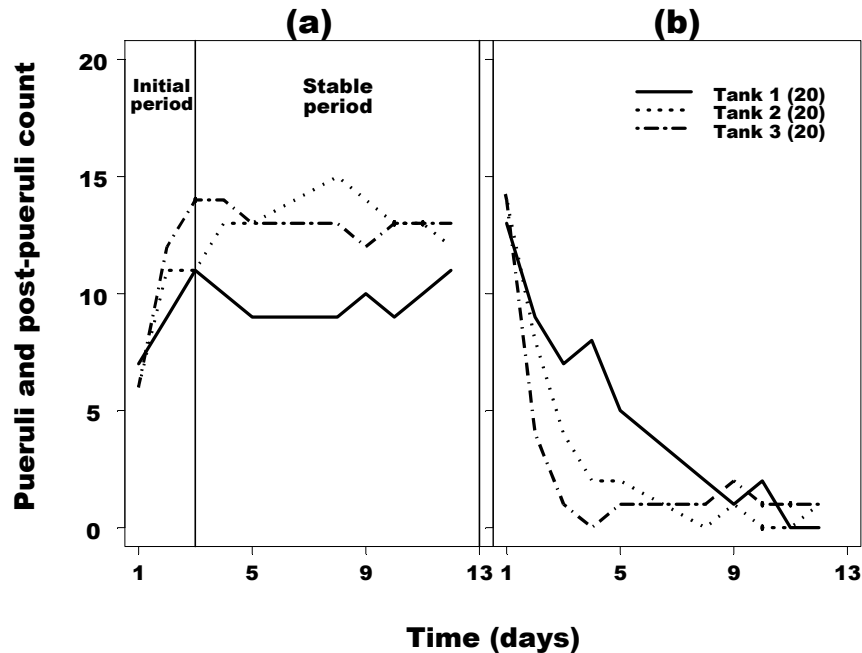 (a) (b)
Pueruli and post-pueruli count
20
15
10
5
0
Initial
period
Stable
period
Tank 1 (20)
Tank 2 (20)
Tank 3 (20)
1 5 9 13 1 5 9 13
Time (days)